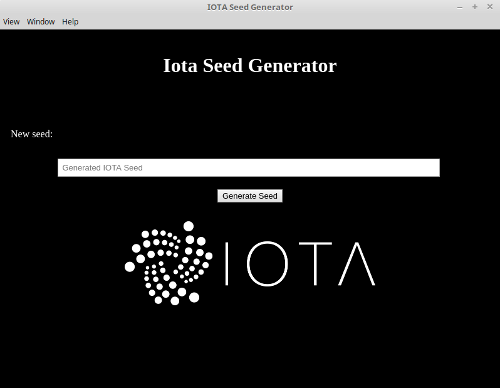 IOTA Seed Generator
View Window Help
Iota Seed Generator
New seed:
Generated IOTA Seed
Generate Seed
IOTA